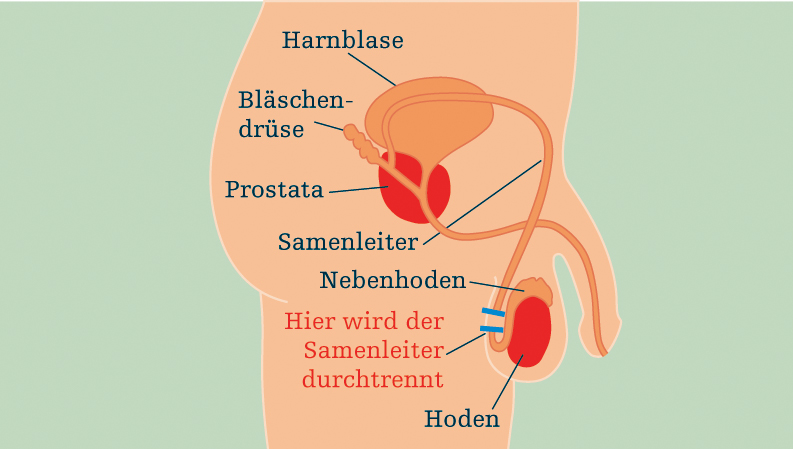 Harnblase
Bläschen-
drüse
Prostata
Samenleiter
Nebenhoden
Hier wird der
Samenleiter
durchtrennt
Hoden